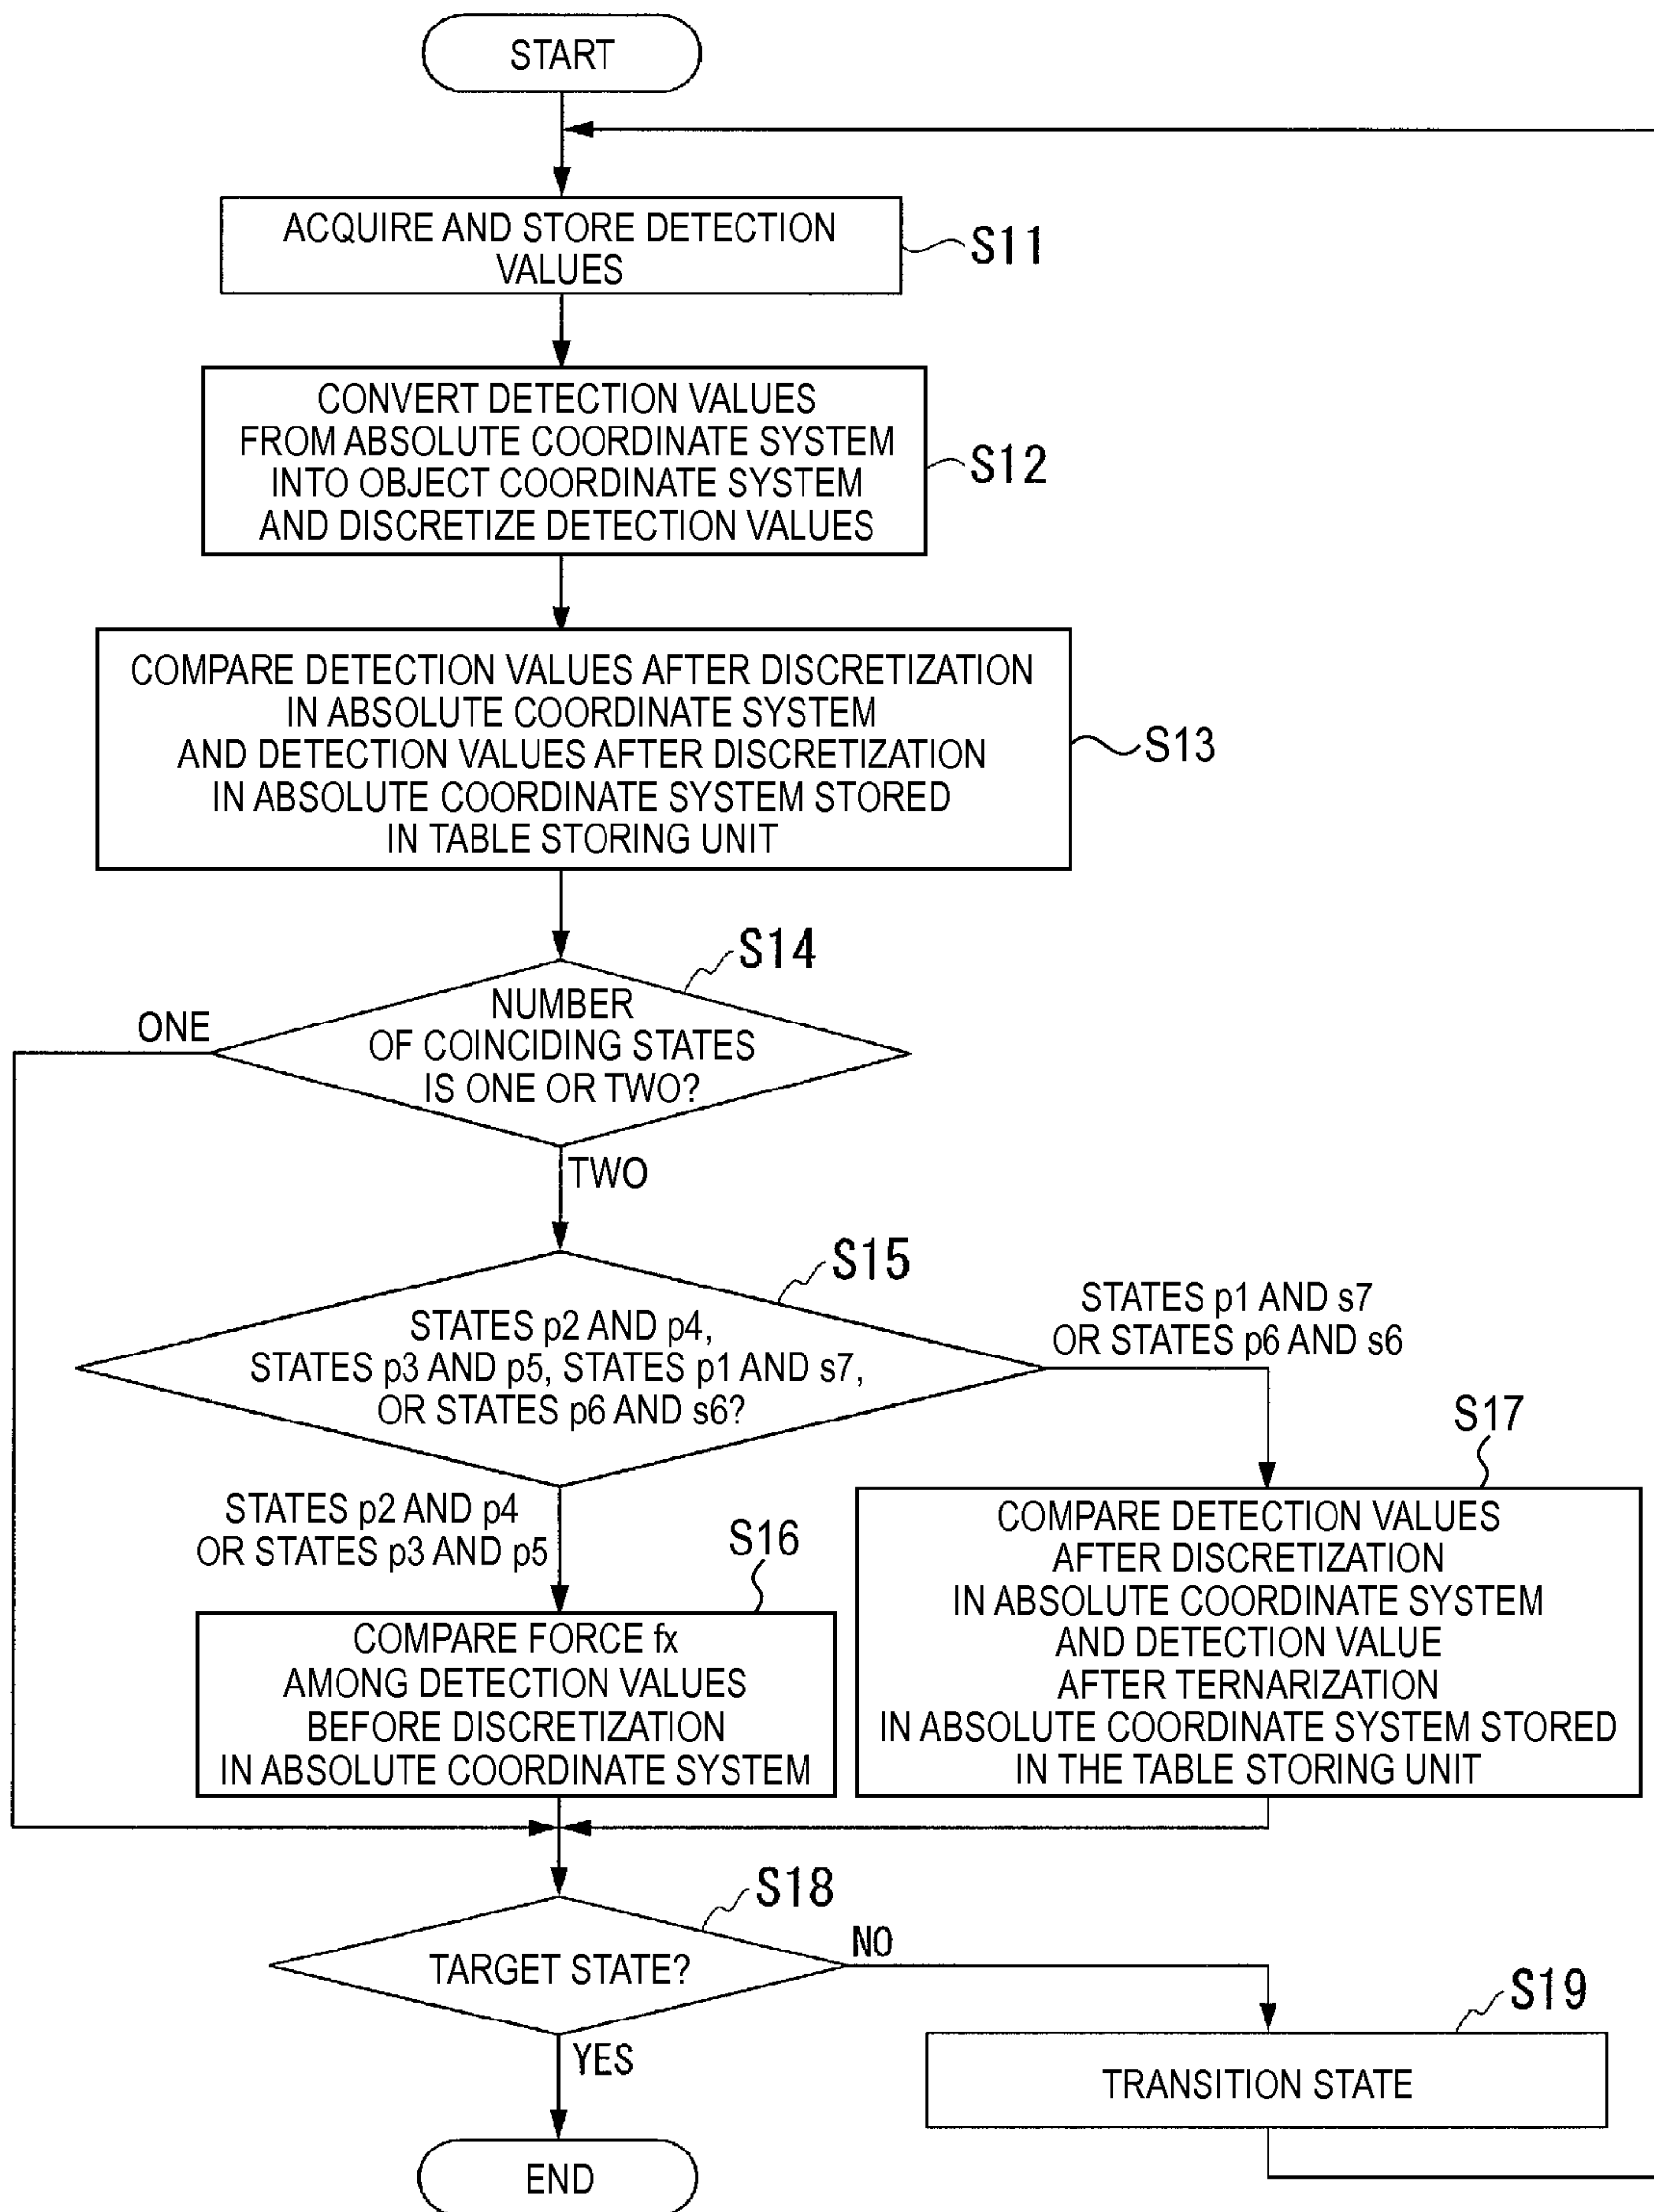 START
ACQUIRE AND STORE DETECTION
VALUES
S11
CONVERT DETECTION VALUES
FROM ABSOLUTE COORDINATE SYSTEM
INTO OBJECT COORDINATE SYSTEM
AND DISCRETIZE DETECTION VALUES
S12
COMPARE DETECTION VALUES AFTER DISCRETIZATION
IN ABSOLUTE COORDINATE SYSTEM
AND DETECTION VALUES AFTER DISCRETIZATION
IN ABSOLUTE COORDINATE SYSTEM STORED
IN TABLE STORING UNIT
S13
S14
NUMBER
OF COINCIDING STATES
IS ONE OR TWO?
ONE
TWO
S15
STATES p2 AND p4,
STATES p3 AND p5, STATES p1 AND s7,
OR STATES p6 AND s6?
STATES p1 AND s7
OR STATES p6 AND s6
STATES p2 AND p4
OR STATES p3 AND p5
S16
COMPARE FORCE fx
AMONG DETECTION VALUES
BEFORE DISCRETIZATION
IN ABSOLUTE COORDINATE SYSTEM
S17
COMPARE DETECTION VALUES
AFTER DISCRETIZATION
IN ABSOLUTE COORDINATE SYSTEM
AND DETECTION VALUE
AFTER TERNARIZATION
IN ABSOLUTE COORDINATE SYSTEM STORED
IN THE TABLE STORING UNIT
S18
TARGET STATE?
NO
YES
S19
TRANSITION STATE
END